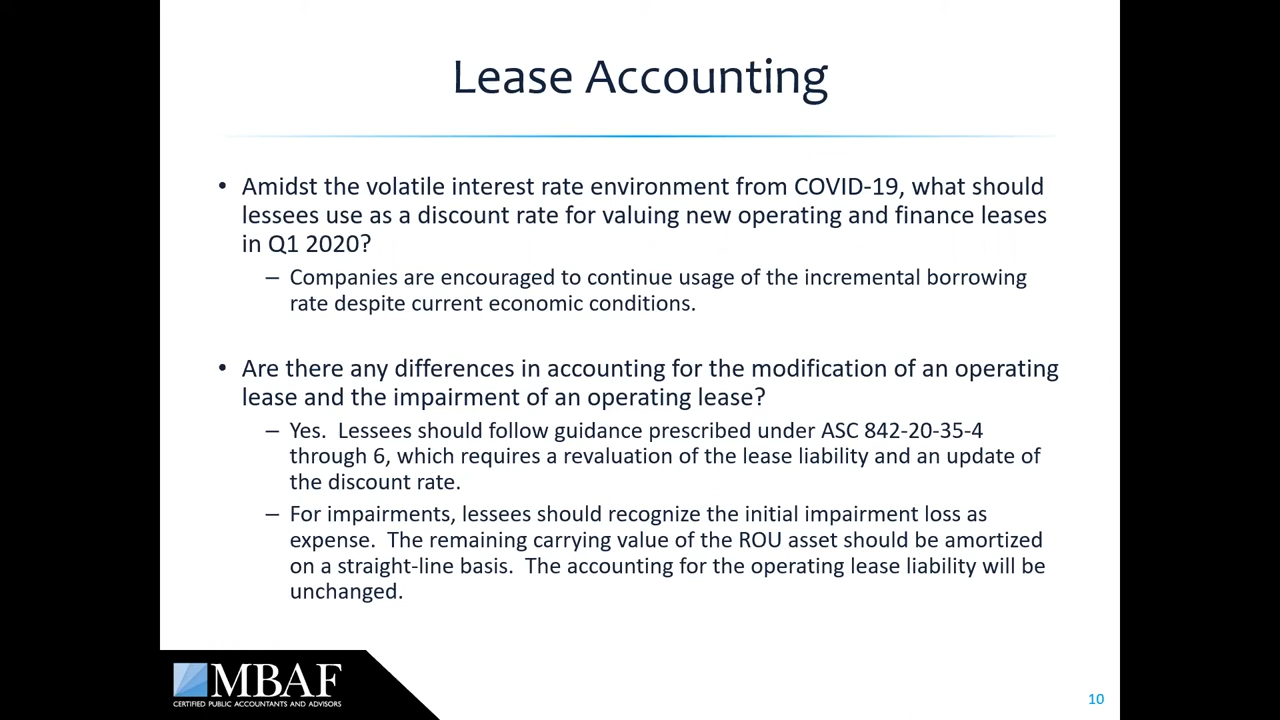 Lease Accounting
• Amidst the volatile interest rate environment from COVID-19, what should
lessees use as a discount rate for valuing new operating and finance leases
in Q1 2020?
– Companies are encouraged to continue usage of the incremental borrowing
rate despite current economic conditions.
• Are there any differences in accounting for the modification of an operating
lease and the impairment of an operating lease?
– Yes.  Lessees should follow guidance prescribed under ASC 842-20-35-4
through 6, which requires a revaluation of the lease liability and an update of
the discount rate.
– For impairments, lessees should recognize the initial impairment loss as
expense.  The remaining carrying value of the ROU asset should be amortized
on a straight-line basis.  The accounting for the operating lease liability will be
unchanged.
MBAF
CERTIFIED PUBLIC ACCOUNTANTS AND ADVISORS
10